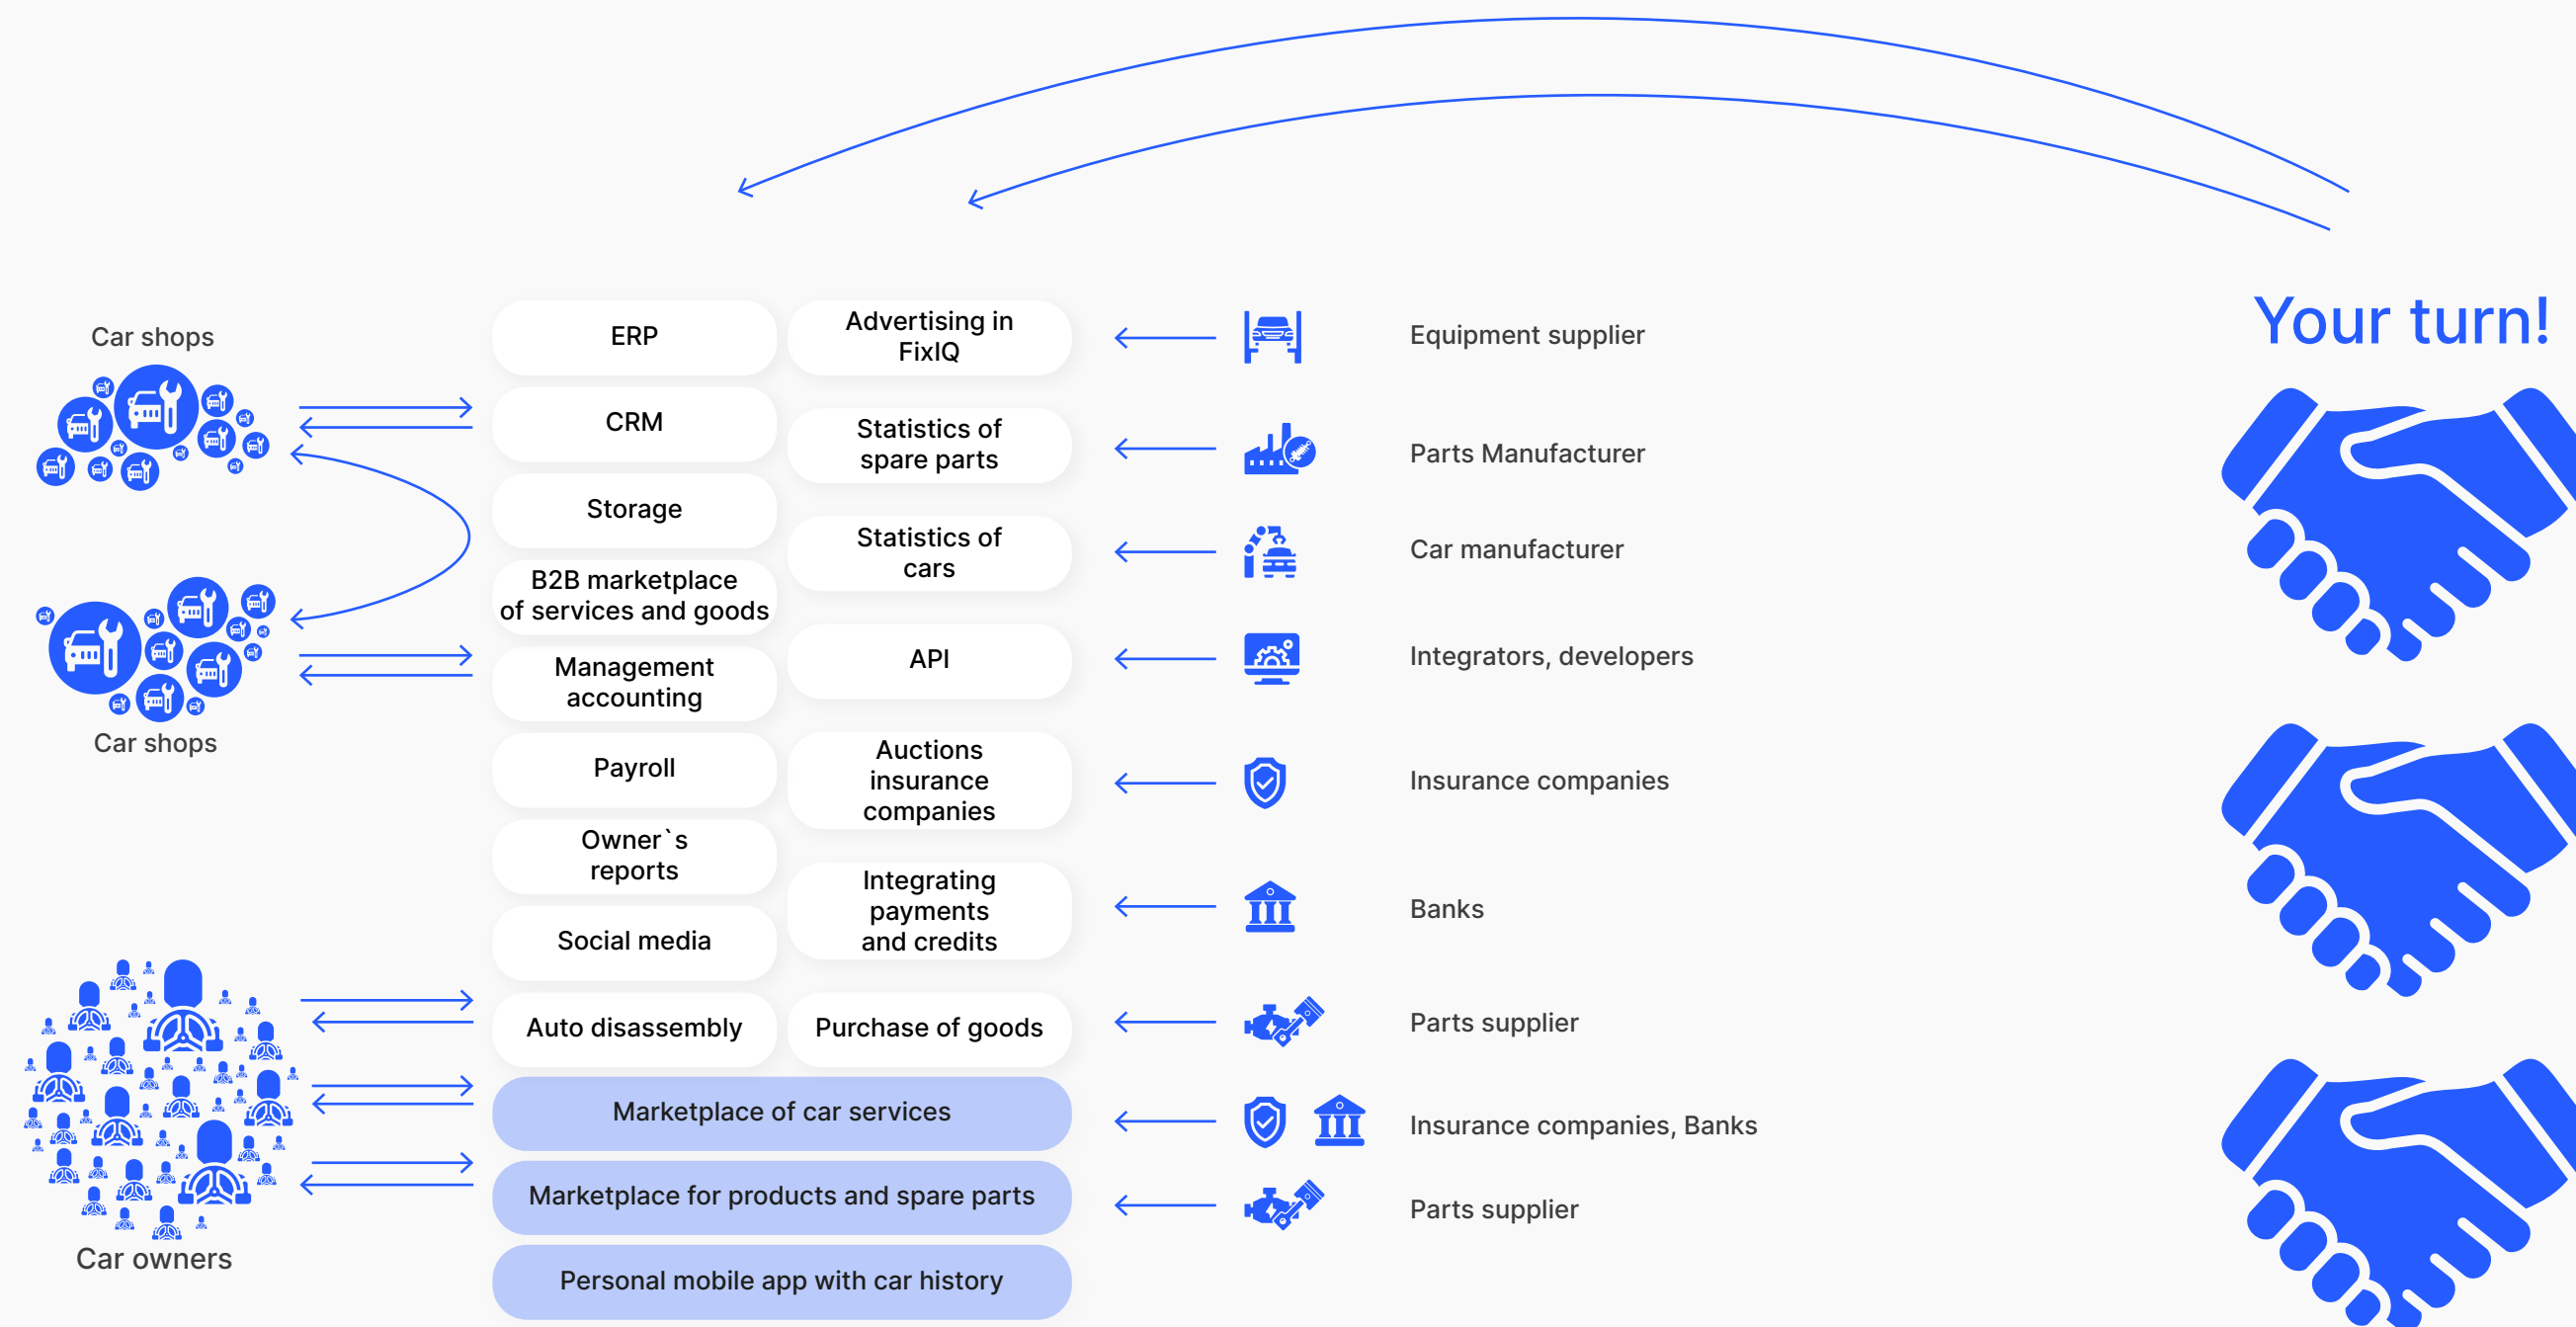 Your turn!
Car shops
Car shops
Car owners
ERP
CRM
Storage
B2B marketplace
of services and goods
Management
accounting
Payroll
Owner`s
reports
Social media
Auto disassembly
Advertising in
FixIQ
Statistics of
spare parts
Statistics of
cars
API
Auctions
insurance
companies
Integrating
payments
and credits
Purchase of goods
Marketplace of car services
Marketplace for products and spare parts
Personal mobile app with car history
Equipment supplier
Parts Manufacturer
Car manufacturer
Integrators, developers
Insurance companies
Banks
Parts supplier
Insurance companies, Banks
Parts supplier